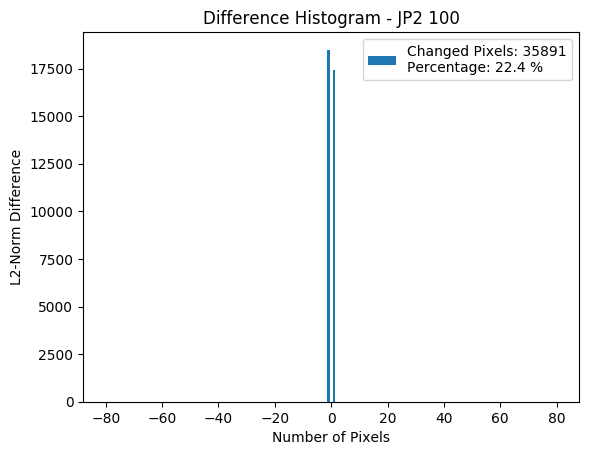 Difference Histogram - JP2 100
Changed Pixels: 35891
Percentage: 22.4 %
L2-Norm Difference
17500
15000
12500
10000
7500
5000
2500
0
−80 −60 −40 −20 0 20 40 60 80
Number of Pixels